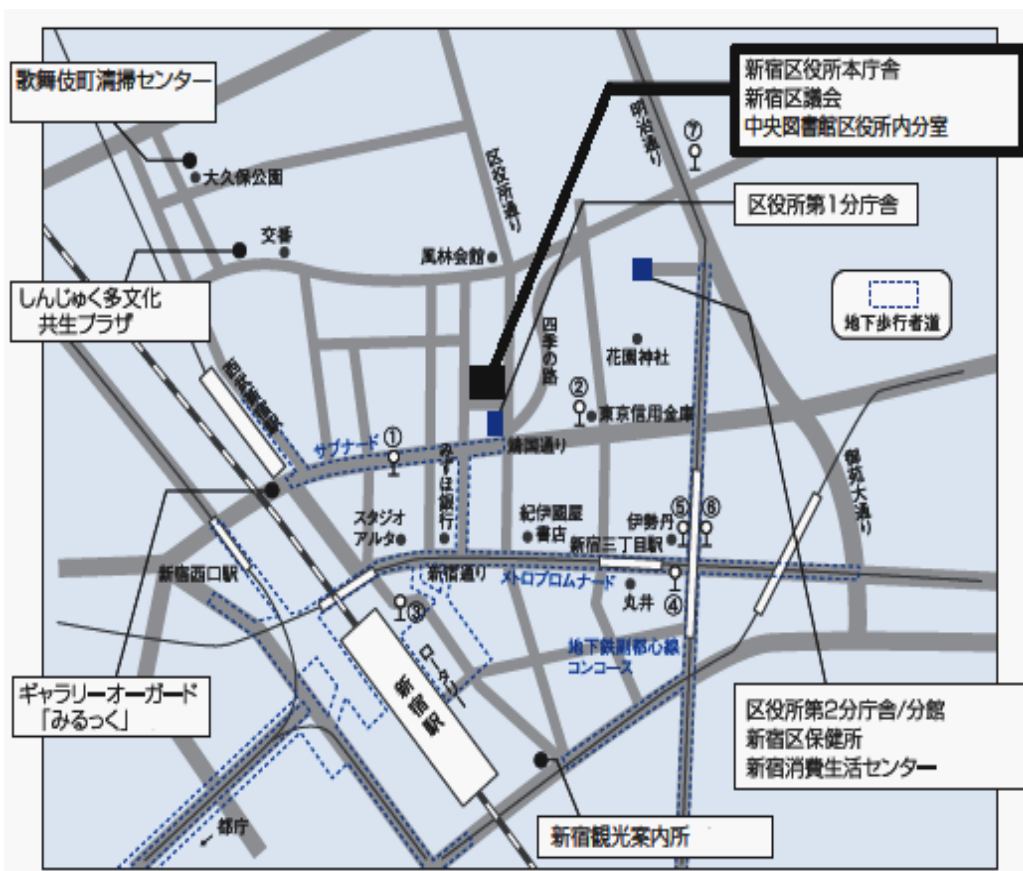 歌舞伎町清掃センター
新宿区役所本庁舎
新宿区議会
中央図書館区役所内分室
明治通り
⑦
区役所通り
大久保公園
区役所第1分庁舎
交番
風林会館
しんじゅく多文化
共生プラザ
地下歩行者道
四季の路
花園神社
西武新宿駅
②
東京信用金庫
サブナード
①
靖国通り
みずほ銀行
御苑大通り
スタジオ
アルタ
紀伊國屋
書店
伊勢丹
⑤
⑥
新宿三丁目駅
新宿西口駅
新宿通り
メトロプロムナード
丸井
④
③
地下鉄副都心線
コンコース
ロータリー
新宿駅
ギャラリーオーガード
「みるっく」
区役所第2分庁舎/分館
新宿区保健所
新宿消費生活センター
都庁
新宿観光案内所